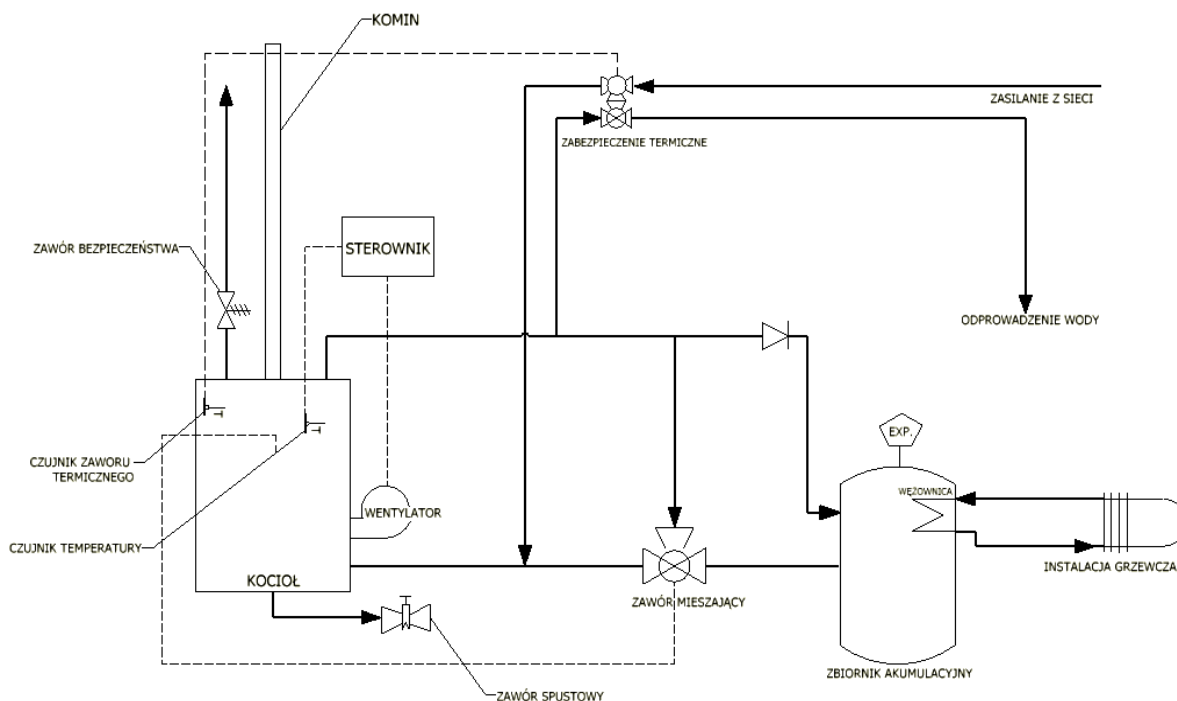 KOMIN
ZASILANIE Z SIECI
ZABEZPIECZENIE TERMICZNE
ZAWÓR BEZPIECZEŃSTWA
STEROWNIK
ODPROWADZENIE WODY
T
T
EXP.
CZUJNIK ZAWORU
TERMICZNEGO
WĘŻOWNICA
WENTYLATOR
CZUJNIK TEMPERATURY
INSTALACJA GRZEWCZA
KOCIOŁ
ZAWÓR MIESZAJĄCY
ZBIORNIK AKUMULACYJNY
ZAWÓR SPUSTOWY